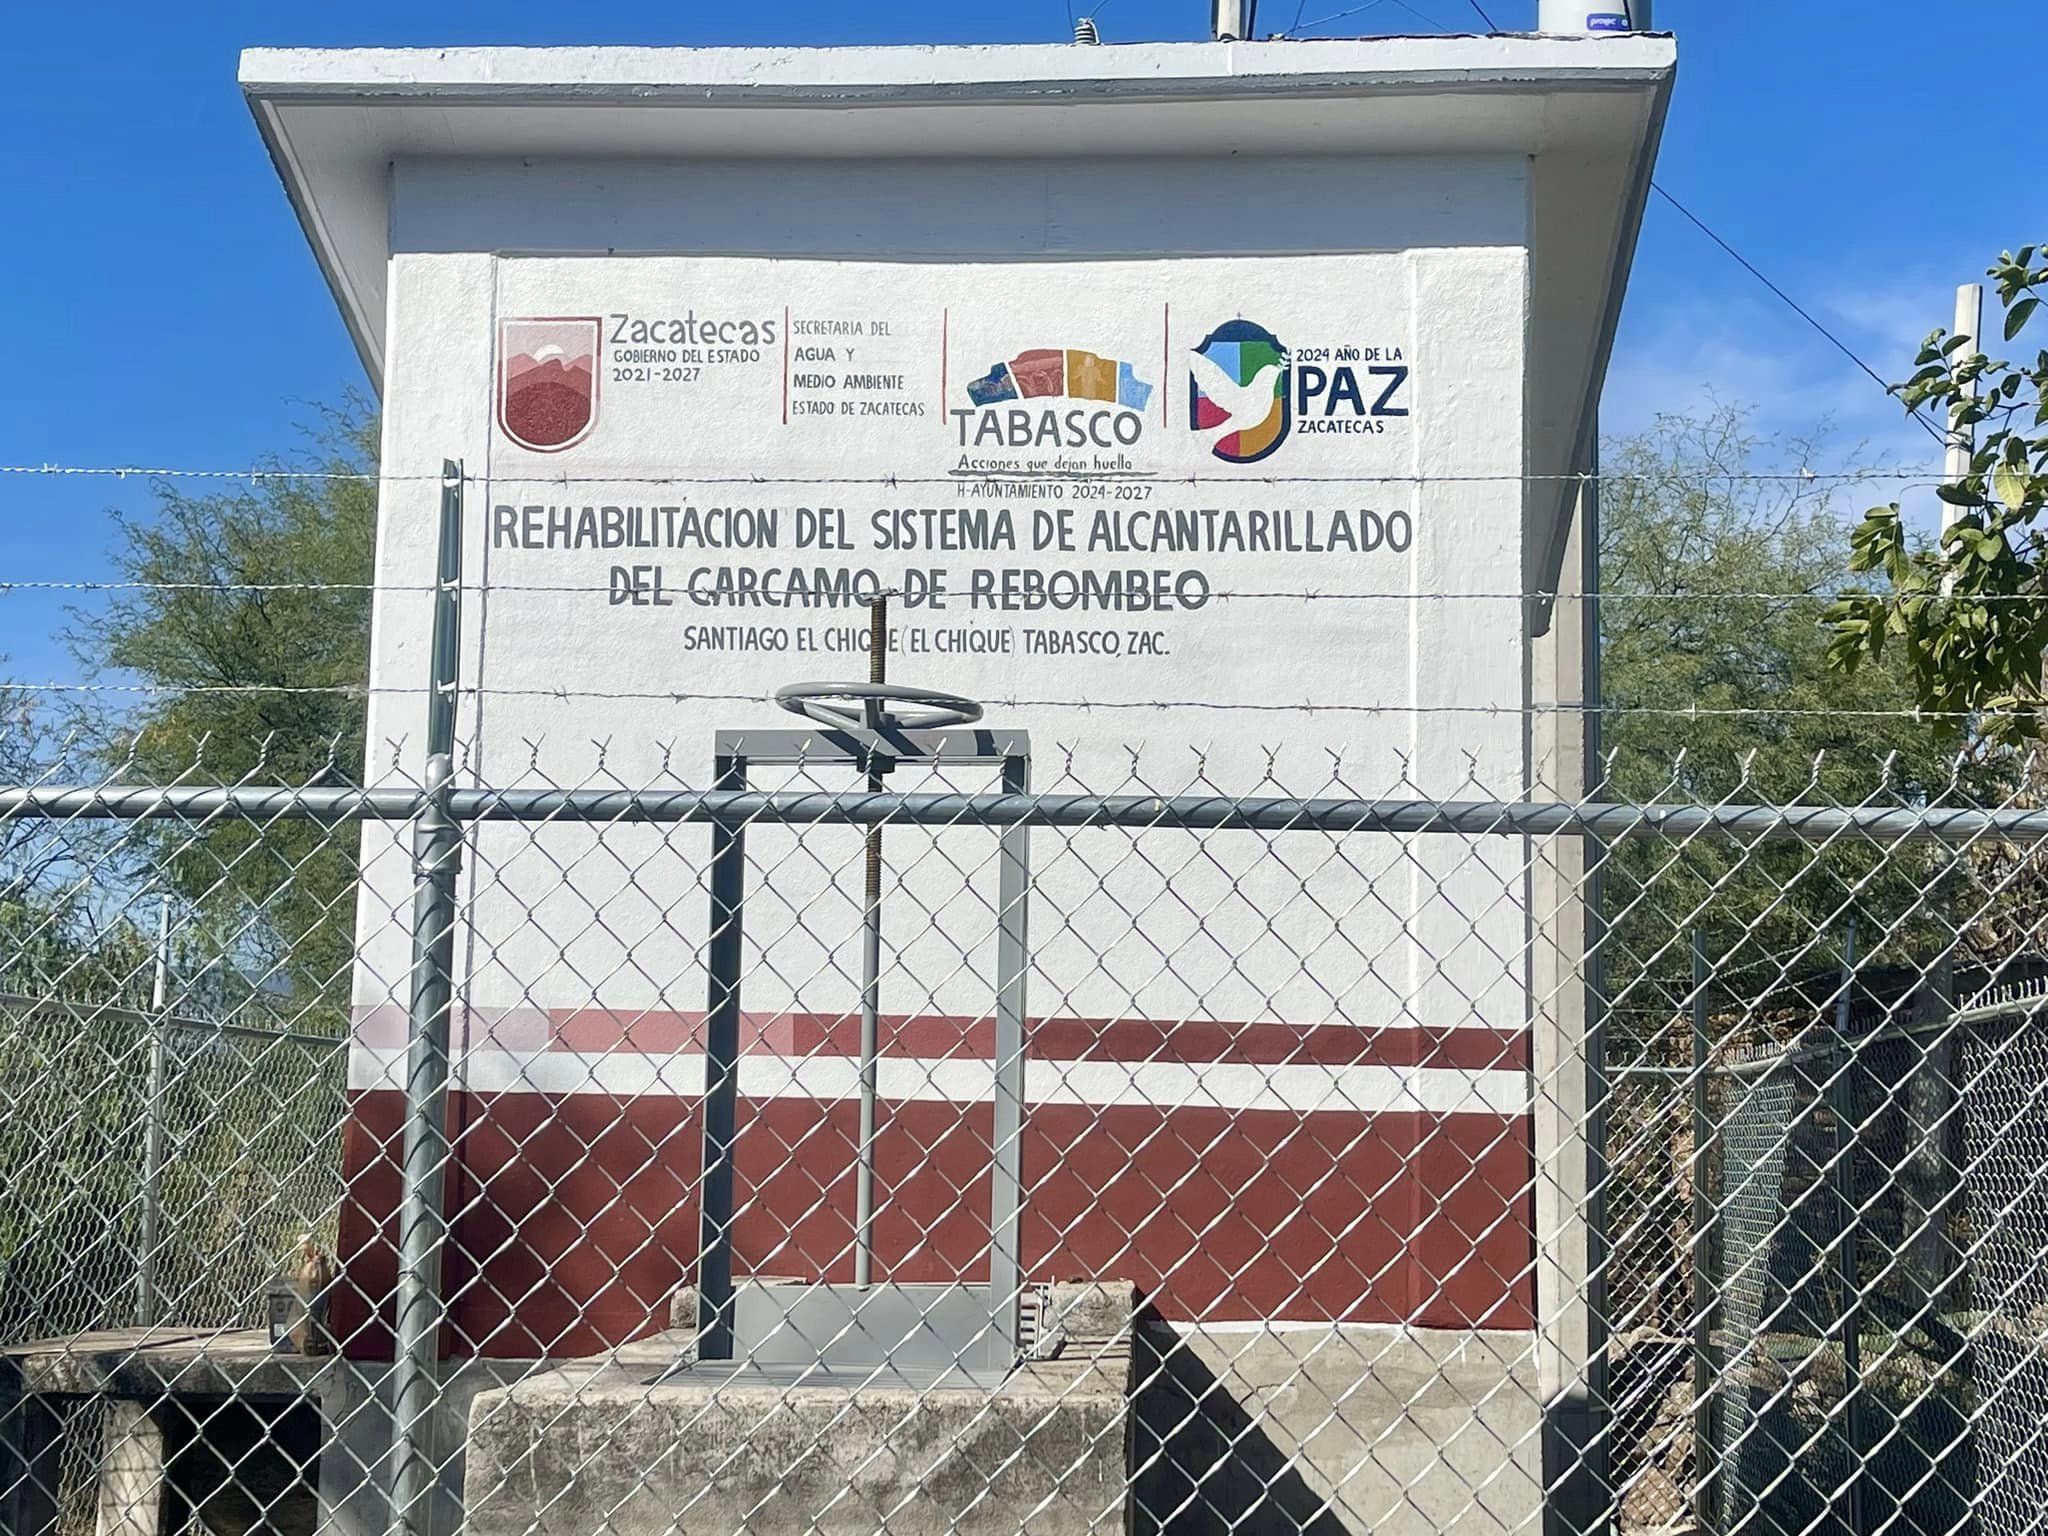 Zacatecas
GOBIERNO DEL ESTADO
2021-2027
SECRETARIA DEL
AGUA Y
MEDIO AMBIENTE
ESTADO DE ZACATECAS
TABASCO
Acciones que dejan huella
H-AYUNTAMIENTO 2024-2027
2024 AÑO DE LA
PAZ
ZACATECAS
REHABILITACION DEL SISTEMA DE ALCANTARILLADO
DEL CARCAMO DE REBOMBEO
SANTIAGO EL CHIQUE (EL CHIQUE) TABASCO, ZAC.